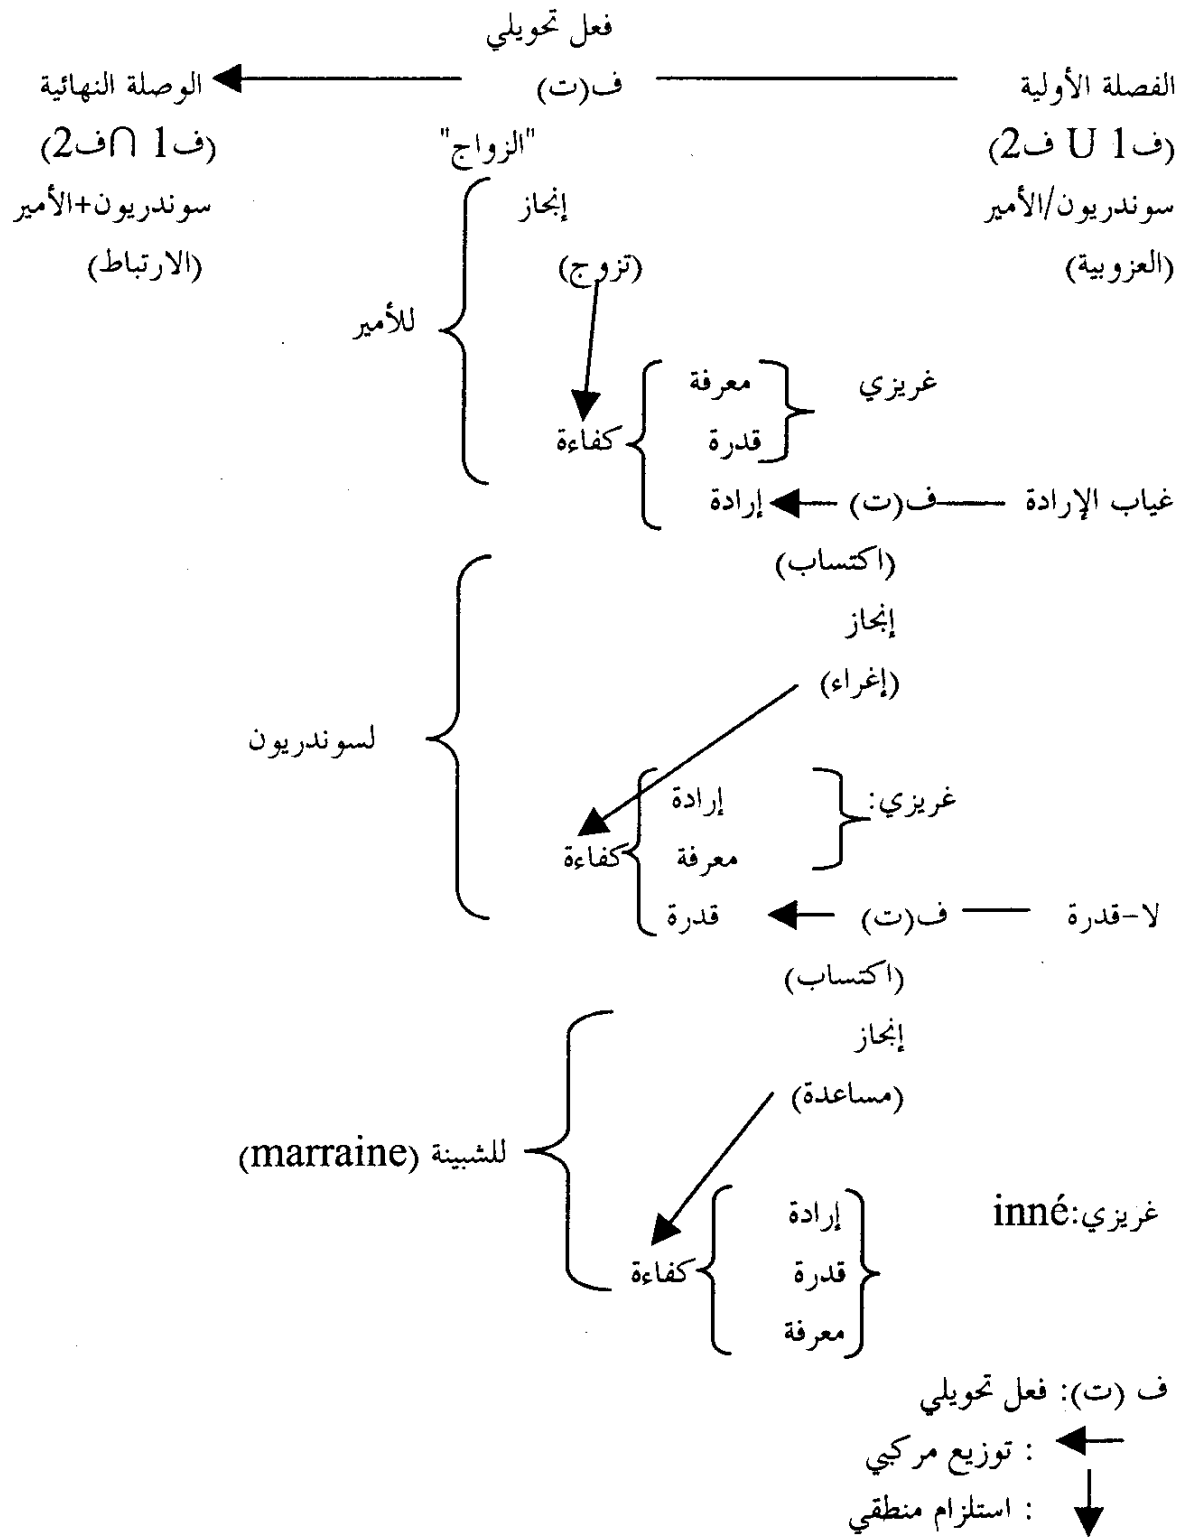 فعل تحويلي
الفصلة الأولية ف(ت) الوصلة النهائية
(ف1 U ف2) "الزواج" (ف1 ∩ ف2)
سوندريون/الأمير إنجاز سوندريون+الأمير
(العزوبية) (تزوج) (الارتباط)
للأمير
غريزي معرفة
قدرة كفاءة
غياب الإرادة ف(ت) إرادة
(اكتساب)
إنجاز
(إغراء)
لسوندريون
غريزي: إرادة
معرفة كفاءة
لا-قدرة ف(ت) قدرة
(اكتساب)
إنجاز
(مساعدة)
للشبينة (marraine)
غريزي:inné إرادة
قدرة كفاءة
معرفة
ف (ت): فعل تحويلي
: توزيع مركبي
: استلزام منطقي